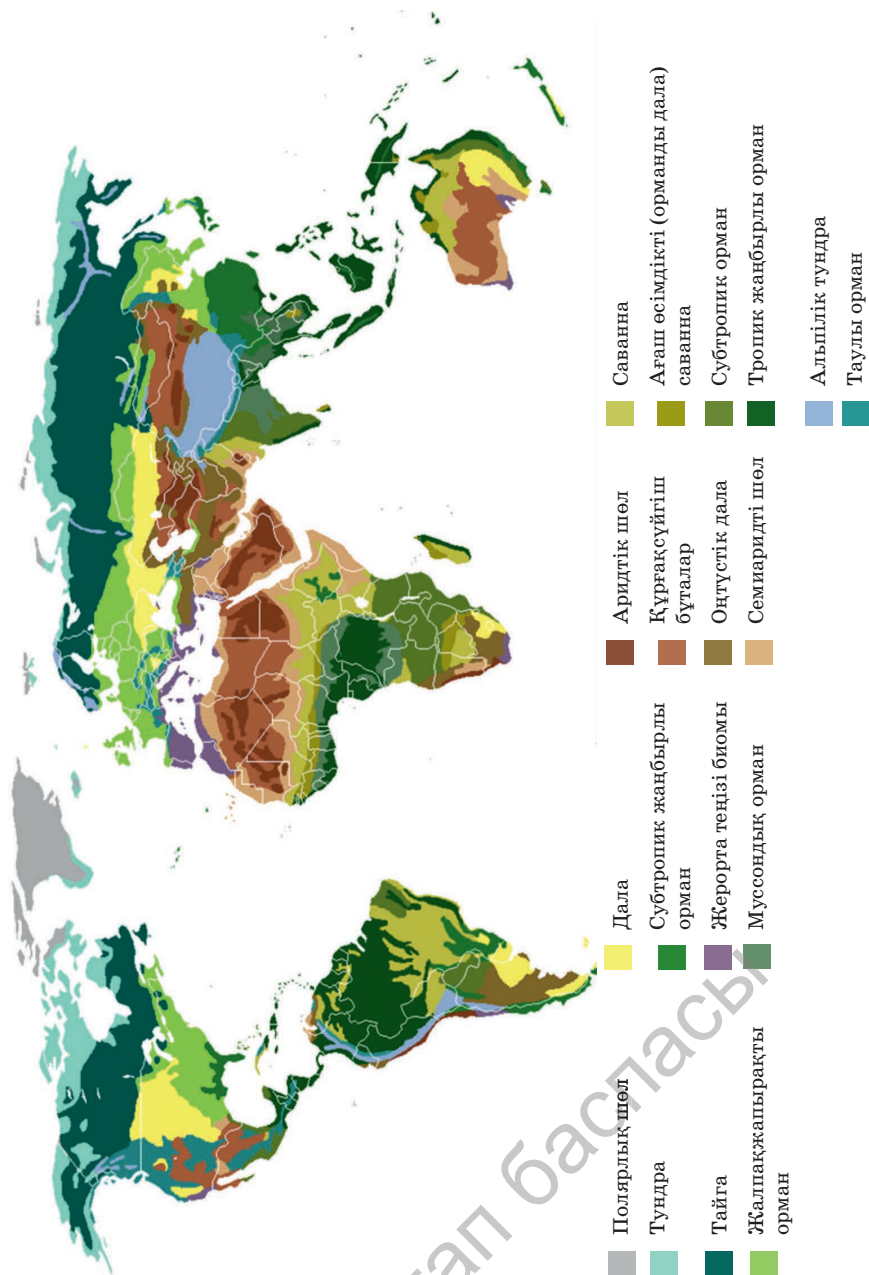 Полярлық шөл
Тундра
Тайга
Жалпақжапырақты
орман
Дала
Субтропик жаңбырлы
орман
Жерорта теңізі биомы
Муссондық орман
Аридтік шөл
Құрғақсүйгіш
бұталар
Оңтүстік дала
Семиаридті шөл
Саванна
Ағаш өсімдікті (орманды дала)
саванна
Субтропик орман
Тропик жаңбырлы орман
Альпілік тундра
Таулы орман
баспасы